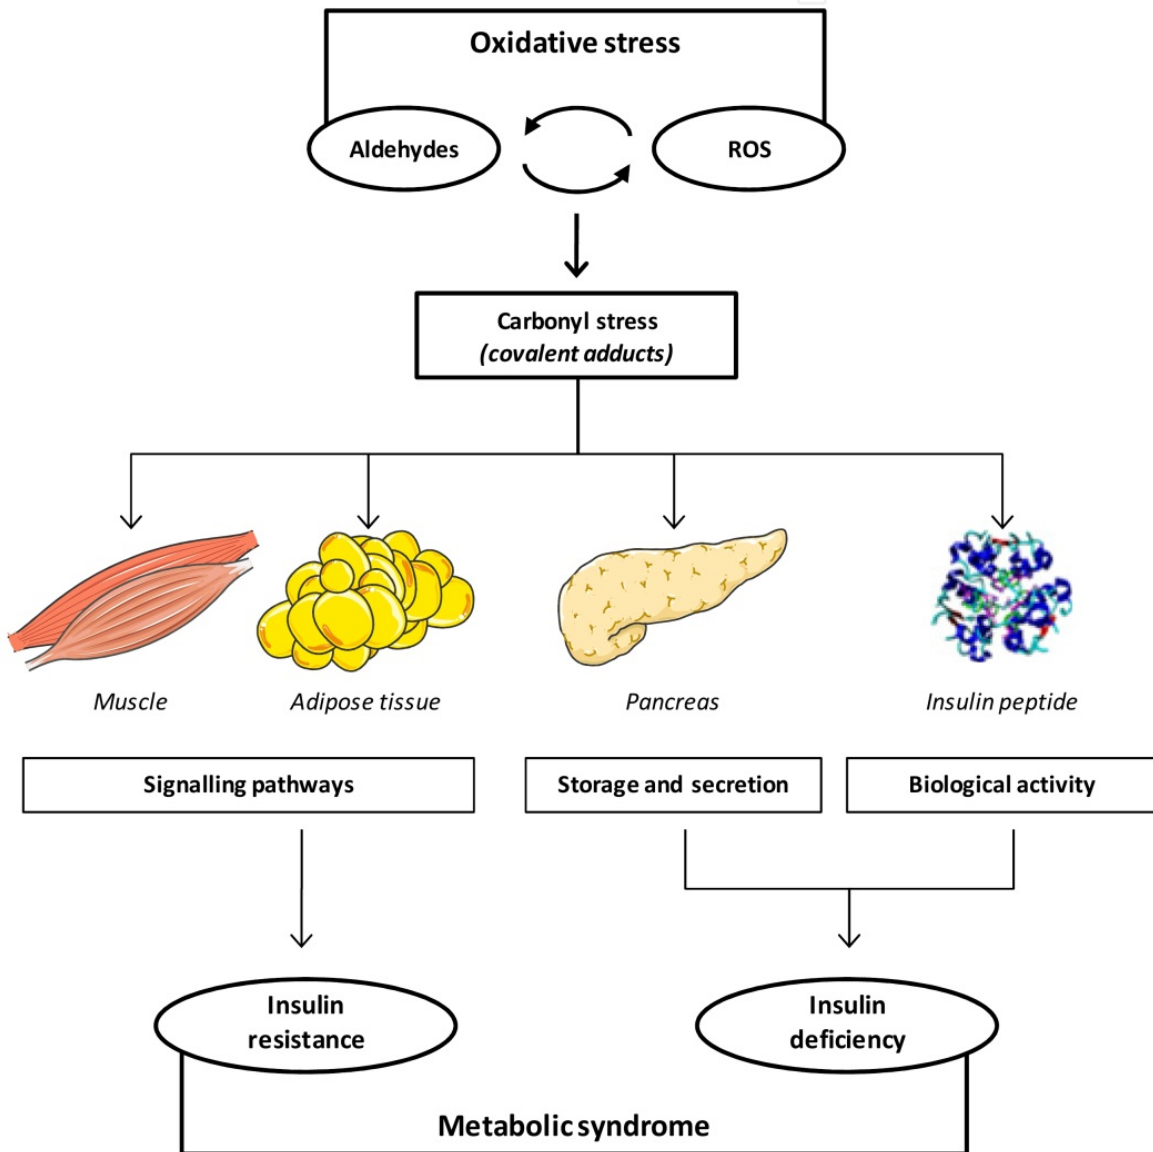 Oxidative stress
Aldehydes
ROS
Carbonyl stress
(covalent adducts)
Muscle
Adipose tissue
Pancreas
Insulin peptide
Signalling pathways
Storage and secretion
Biological activity
Insulin
resistance
Insulin
deficiency
Metabolic syndrome